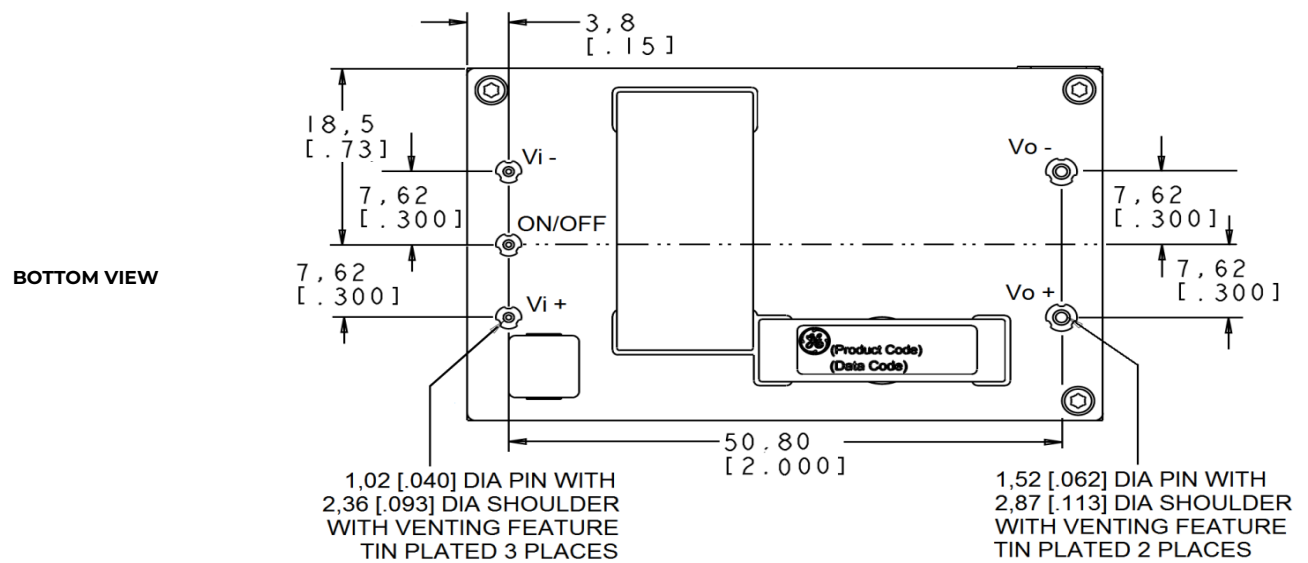 3,8
[.15]
18,5
[.73]
Vi -
Vo -
7,62
[.300]
7,62
[.300]
ON/OFF
BOTTOM VIEW
7,62
[.300]
7,62
[.300]
Vi +
Vo +
(Product Code)
(Data Code)
50.80
[2.000]
1,02 [.040] DIA PIN WITH
2,36 [.093] DIA SHOULDER
WITH VENTING FEATURE
TIN PLATED 3 PLACES
1,52 [.062] DIA PIN WITH
2,87 [.113] DIA SHOULDER
WITH VENTING FEATURE
TIN PLATED 2 PLACES